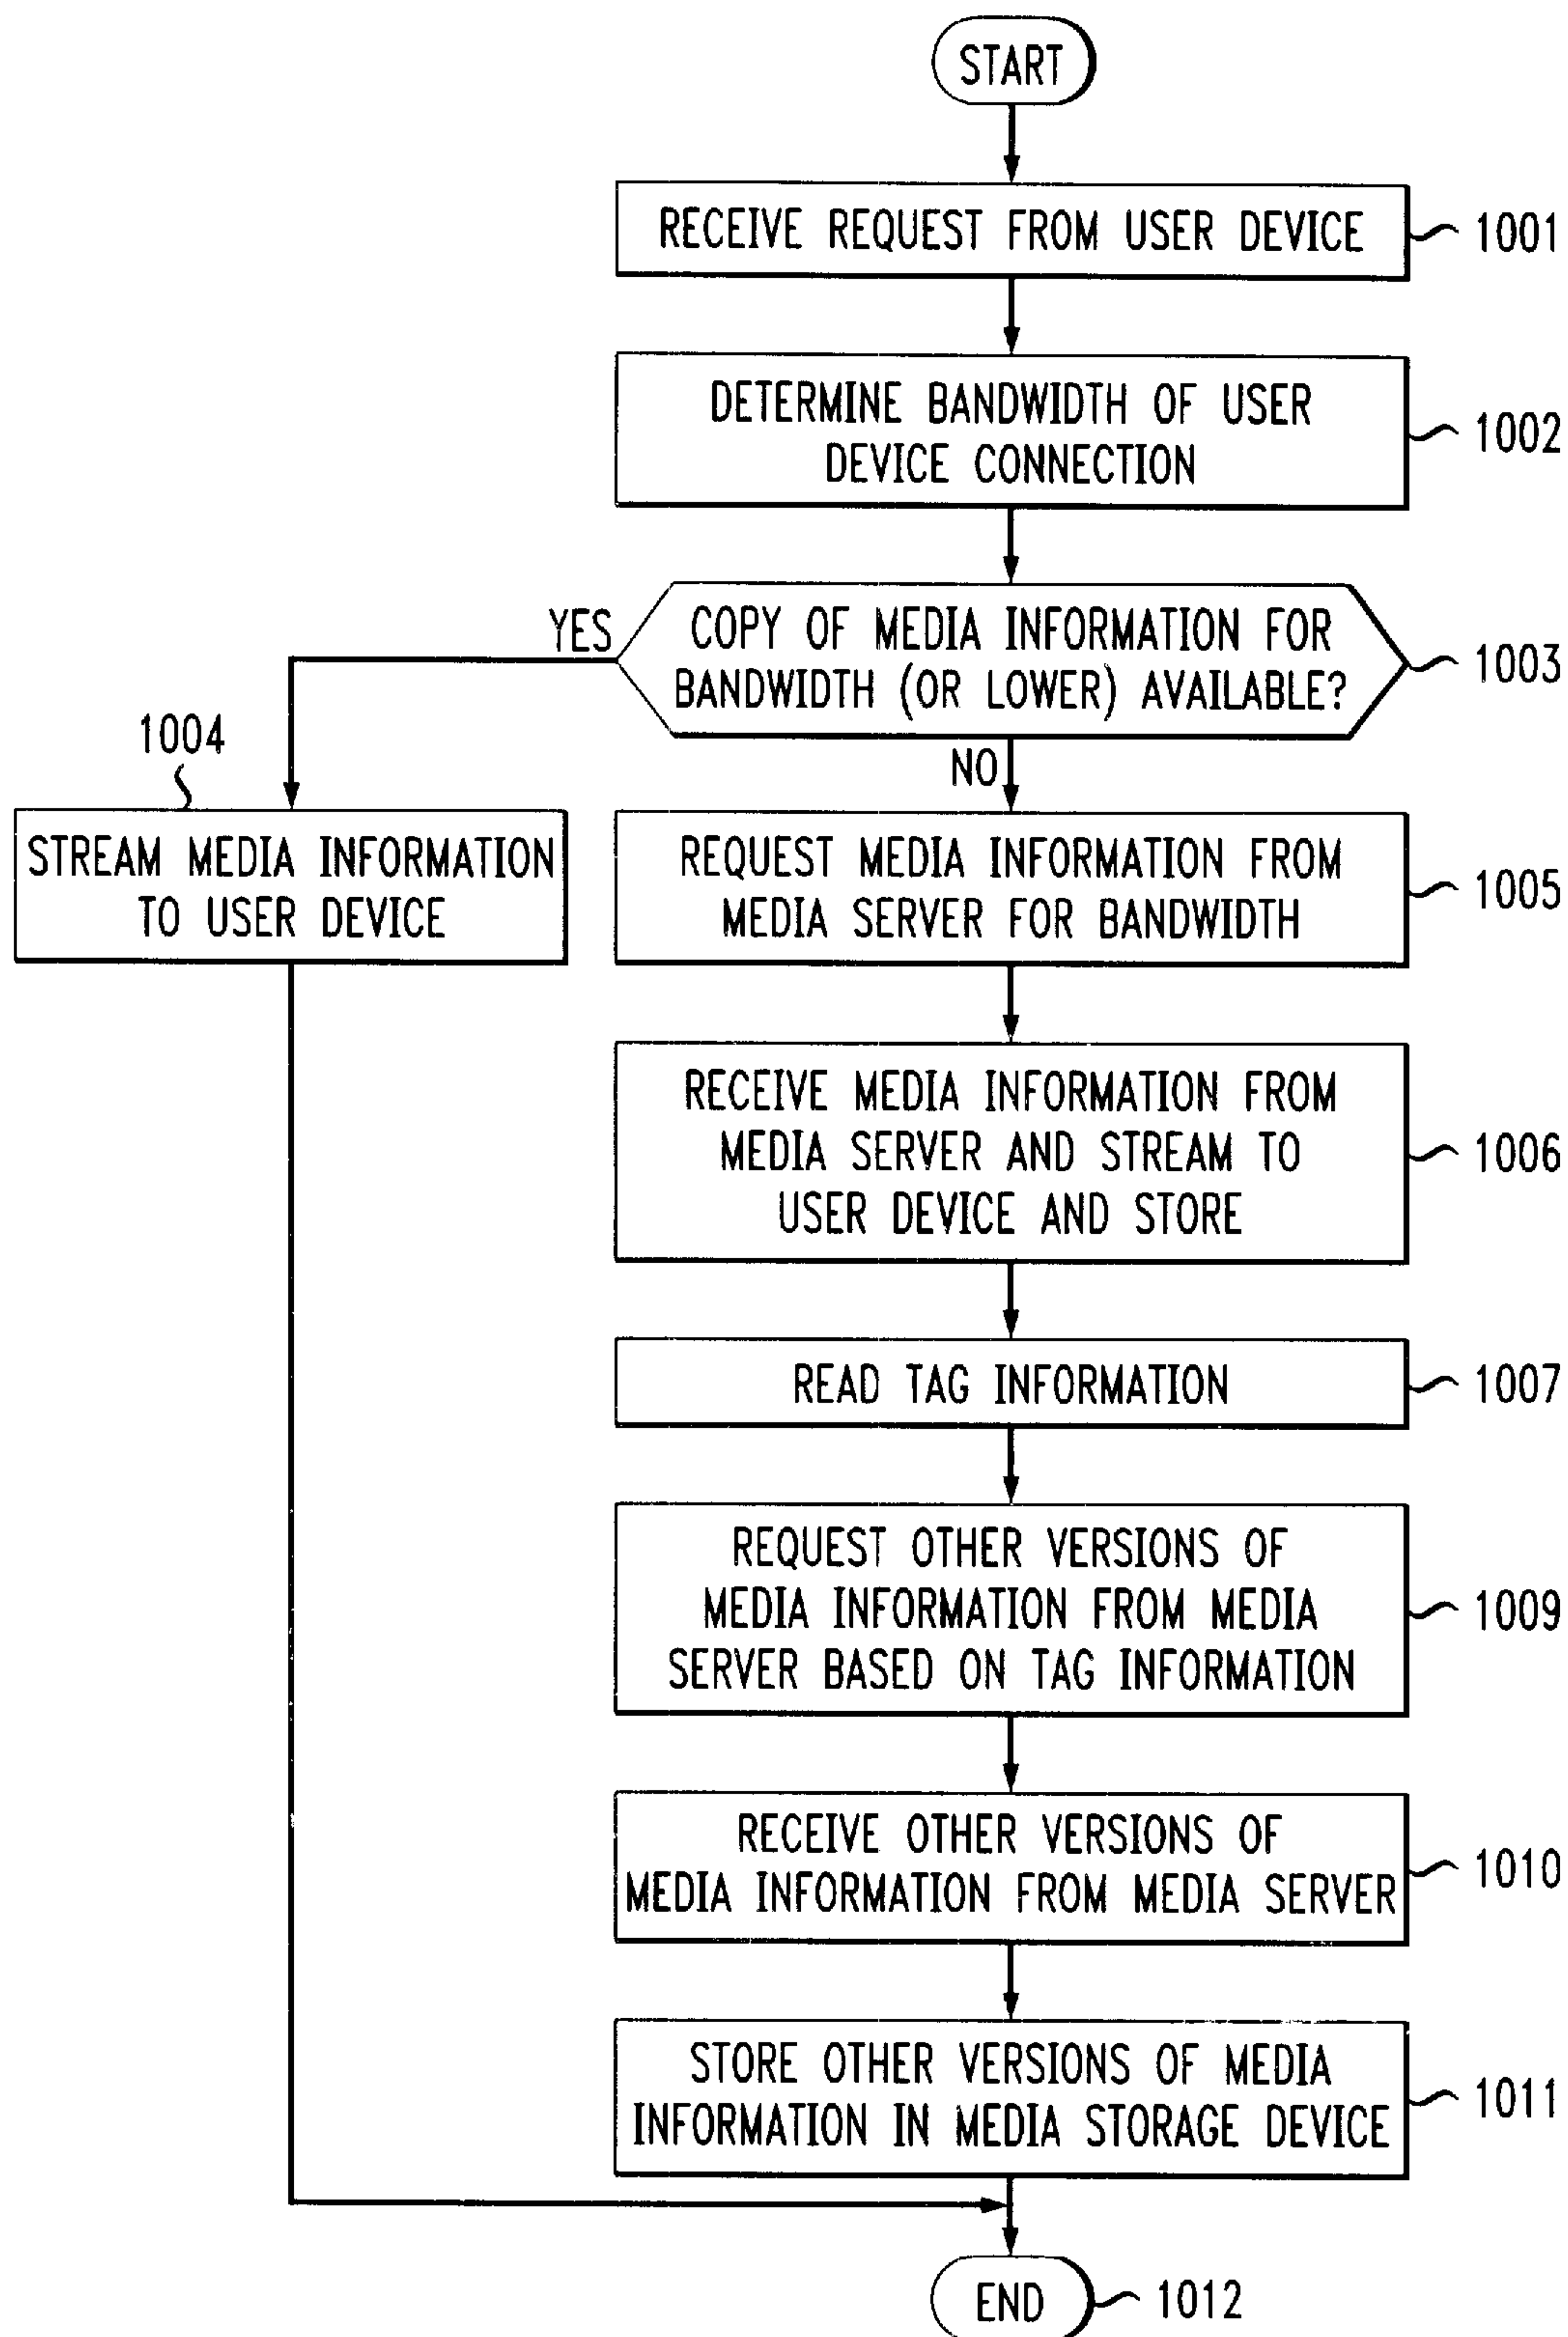 START
RECEIVE REQUEST FROM USER DEVICE
1001
DETERMINE BANDWIDTH OF USER
DEVICE CONNECTION
1002
COPY OF MEDIA INFORMATION FOR
BANDWIDTH (OR LOWER) AVAILABLE?
1003
YES
NO
1004
STREAM MEDIA INFORMATION
TO USER DEVICE
REQUEST MEDIA INFORMATION FROM
MEDIA SERVER FOR BANDWIDTH
1005
RECEIVE MEDIA INFORMATION FROM
MEDIA SERVER AND STREAM TO
USER DEVICE AND STORE
1006
READ TAG INFORMATION
1007
REQUEST OTHER VERSIONS OF
MEDIA INFORMATION FROM MEDIA
SERVER BASED ON TAG INFORMATION
1009
RECEIVE OTHER VERSIONS OF
MEDIA INFORMATION FROM MEDIA SERVER
1010
STORE OTHER VERSIONS OF MEDIA
INFORMATION IN MEDIA STORAGE DEVICE
1011
END
1012